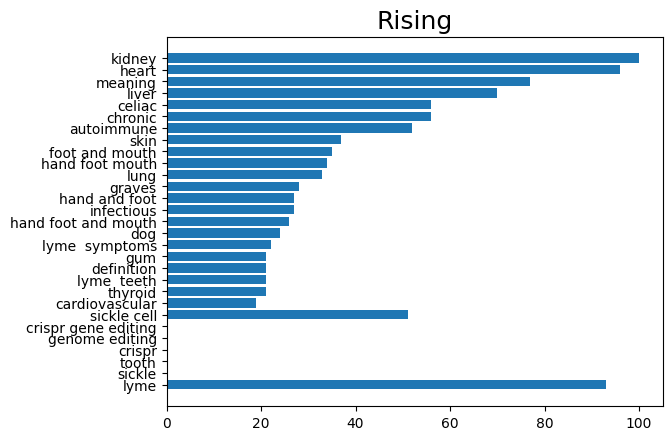 Rising
kidney
heart
meaning
liver
celiac
chronic
autoimmune
skin
foot and mouth
hand foot mouth
lung
graves
hand and foot
infectious
hand foot and mouth
dog
lyme  symptoms
gum
definition
lyme  teeth
thyroid
cardiovascular
sickle cell
crispr gene editing
genome editing
crispr
tooth
sickle
lyme
0 20 40 60 80 100